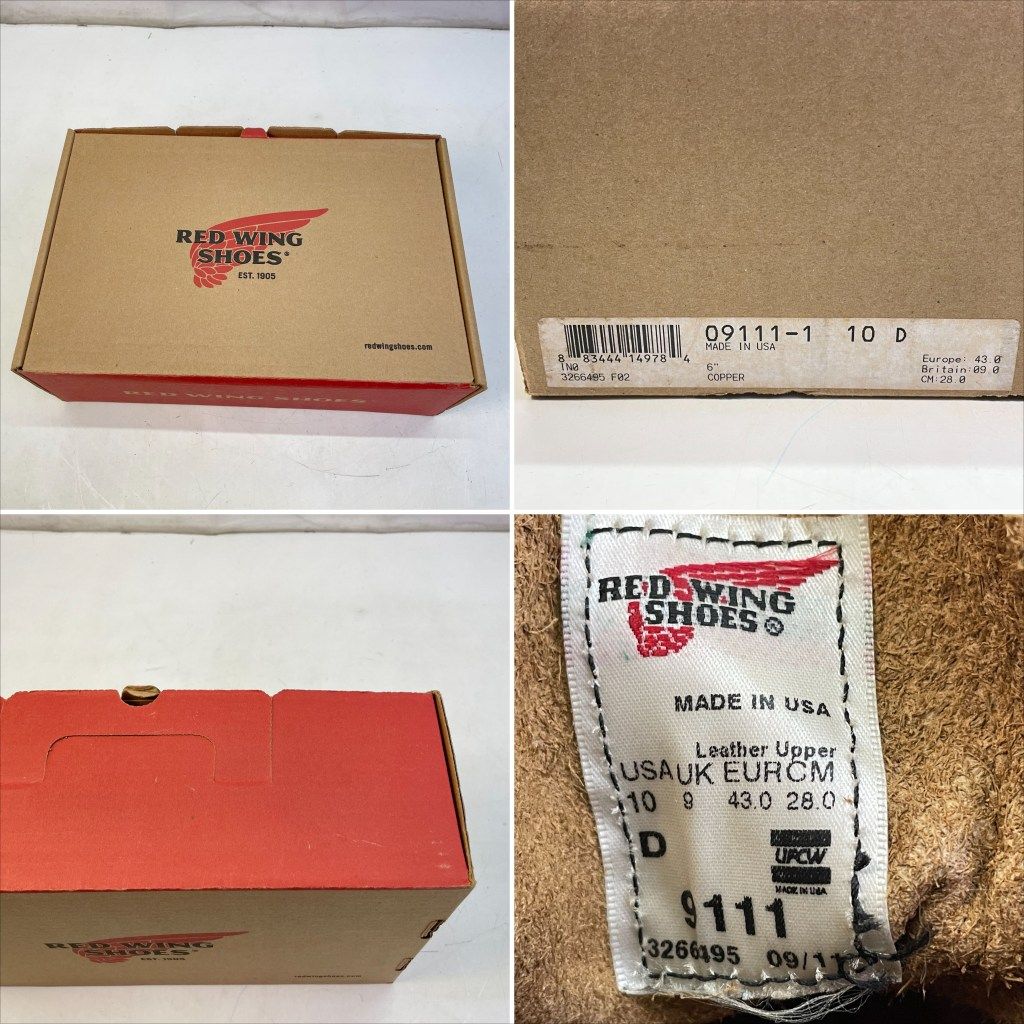 RED WING
SHOES®
EST. 1905
redwingshoes.com
RED WING SHOES
09111-1 10 D
MADE IN USA
8 83444 14978 4
IN0 6"
3266495 F02 COPPER
Europe: 43.0
Britain:09.0
CM:28.0
RED WING
SHOES
EST. 1905
redwingshoes.com
RED WING
SHOES®
MADE IN USA
Leather Upper
USA UK EUR CM
10 9 43.0 28.0
D
UFCW
MADE IN USA
9111
3266495 09/11